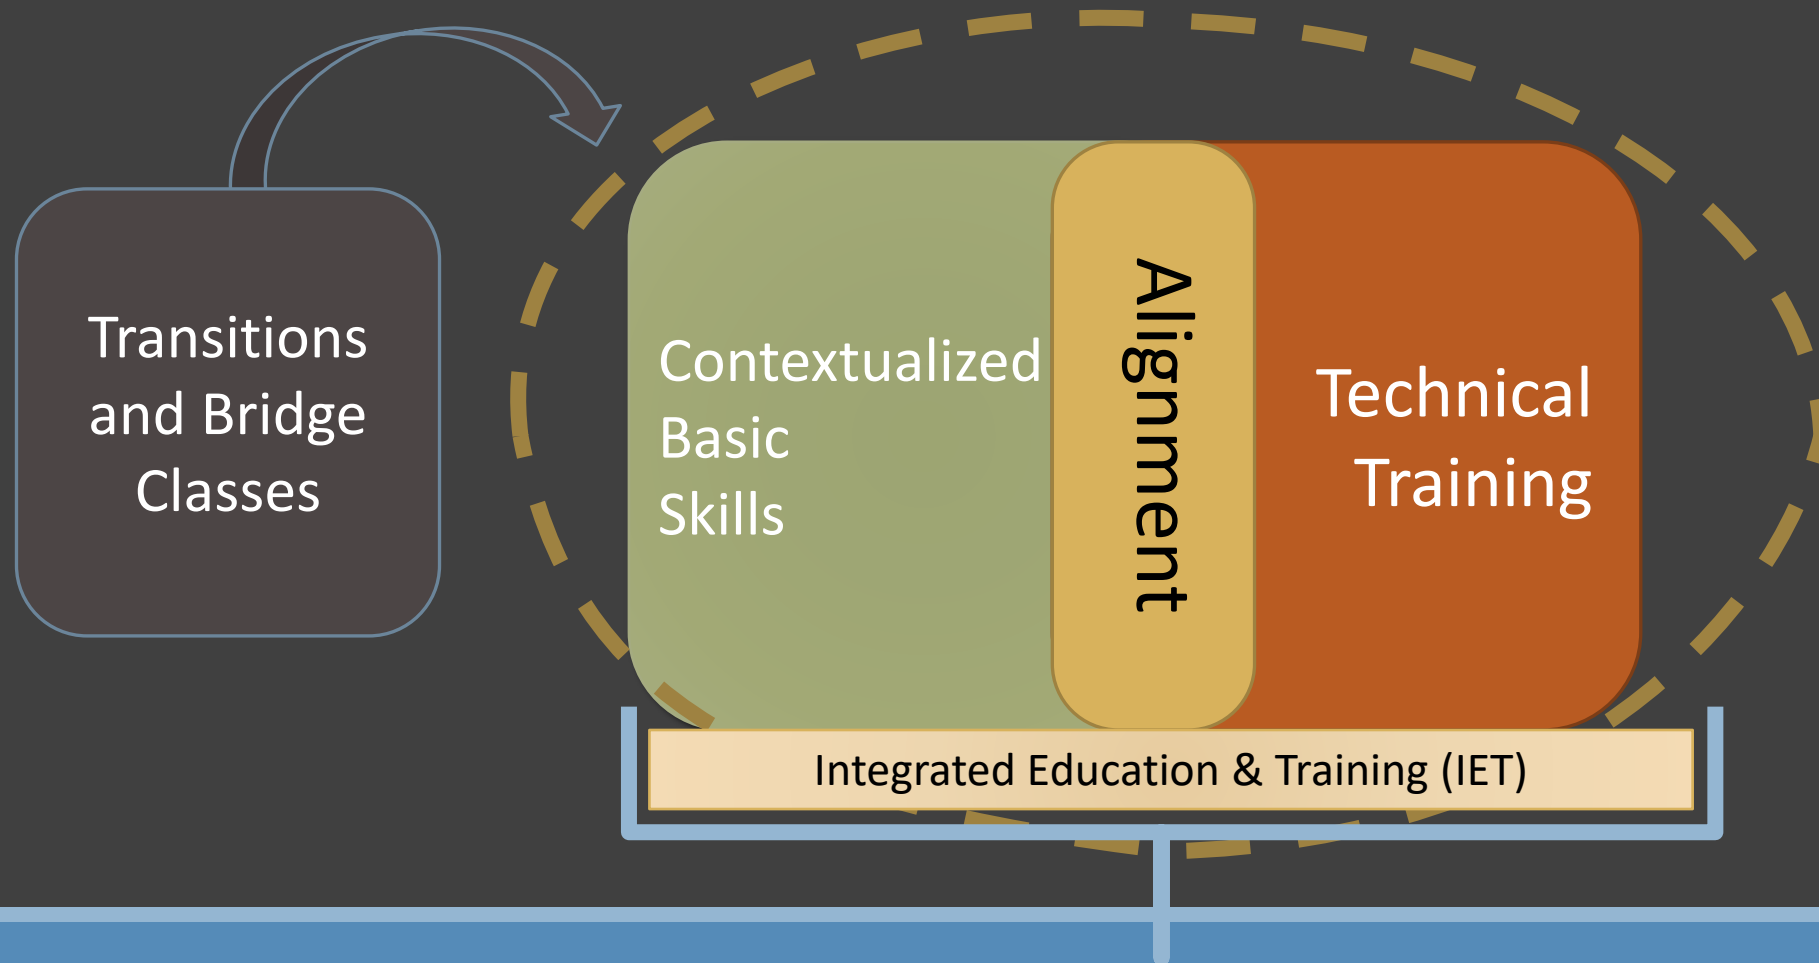 Transitions
and Bridge
Classes
Contextualized
Basic
Skills
Alignment
Technical
Training
Integrated Education & Training (IET)